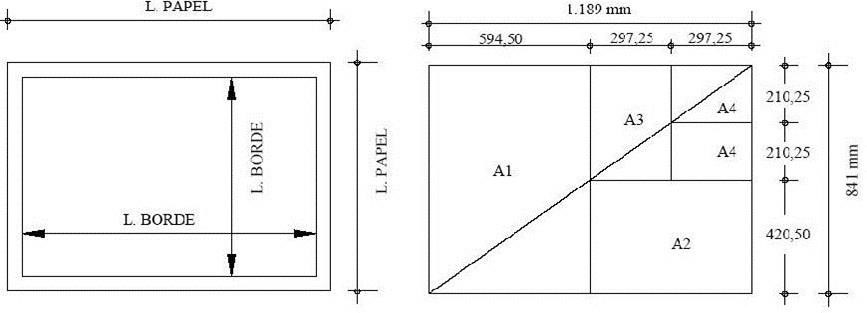 L. PAPEL
L. BORDE
L. BORDE
L. PAPEL
1.189 mm
594,50
297,25
297,25
A1
A3
A4
A4
A2
210,25
210,25
420,50
841 mm